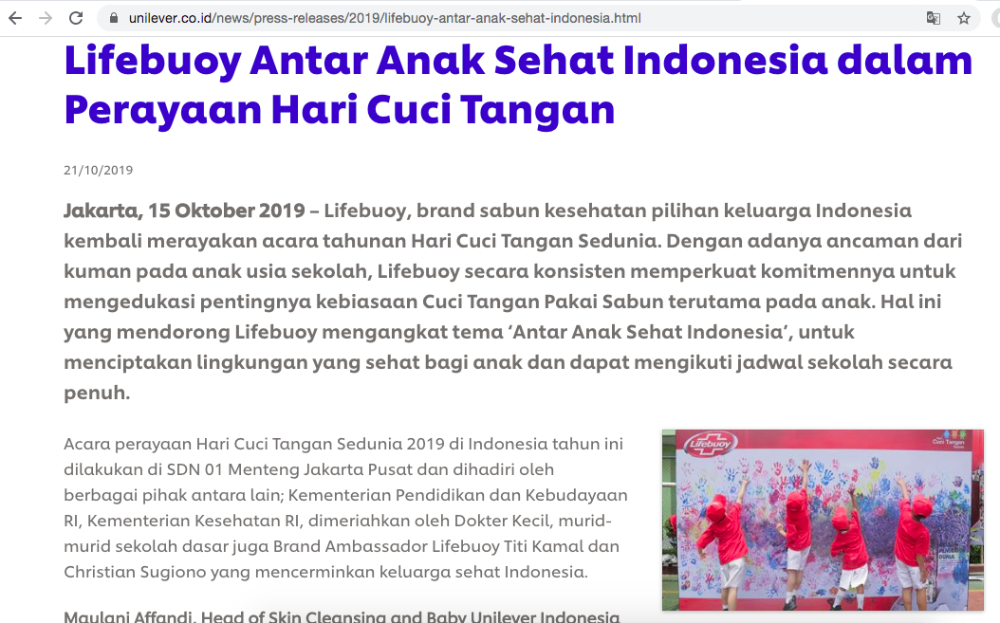 unilever.co.id/news/press-releases/2019/lifebuoy-antar-anak-sehat-indonesia.html
Lifebuoy Antar Anak Sehat Indonesia dalam
Perayaan Hari Cuci Tangan
21/10/2019
Jakarta, 15 Oktober 2019 – Lifebuoy, brand sabun kesehatan pilihan keluarga Indonesia
kembali merayakan acara tahunan Hari Cuci Tangan Sedunia. Dengan adanya ancaman dari
kuman pada anak usia sekolah, Lifebuoy secara konsisten memperkuat komitmennya untuk
mengedukasi pentingnya kebiasaan Cuci Tangan Pakai Sabun terutama pada anak. Hal ini
yang mendorong Lifebuoy mengangkat tema ‘Antar Anak Sehat Indonesia’, untuk
menciptakan lingkungan yang sehat bagi anak dan dapat mengikuti jadwal sekolah secara
penuh.
Acara perayaan Hari Cuci Tangan Sedunia 2019 di Indonesia tahun ini
dilakukan di SDN 01 Menteng Jakarta Pusat dan dihadiri oleh
berbagai pihak antara lain; Kementerian Pendidikan dan Kebudayaan
RI, Kementerian Kesehatan RI, dimeriahkan oleh Dokter Kecil, murid-
murid sekolah dasar juga Brand Ambassador Lifebuoy Titi Kamal dan
Christian Sugiono yang mencerminkan keluarga sehat Indonesia.
Lifebuoy
Cuci Tangan
Maulani Affandi, Head of Skin Cleansing and Baby Unilever Indonesia